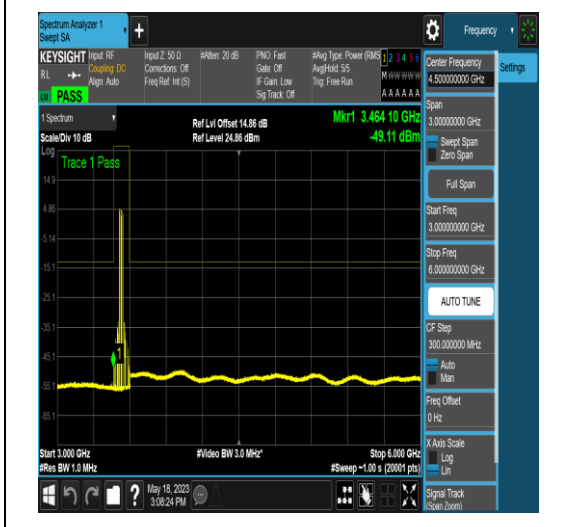 Spectrum Analyzer 1
Swept SA
+
Frequency
KEYSIGHT
RL
Input: RF
Coupling: DC
Align: Auto
Input Z: 50 Ω
Corrections: Off
Freq Ref: Int (S)
#Atten: 20 dB
PNO: Fast
Gate: Off
IF Gain: Low
Sig Track: Off
#Avg Type: Power (RMS
Avg|Hold: 5/5
Trig: Free Run
1 2 3 4 5 6
M W W W W W
A A A A A A
PASS
1 Spectrum
Scale/Div 10 dB
Ref Lvl Offset 14.86 dB
Ref Level 24.86 dBm
Mkr1 3.464 10 GHz
-49.11 dBm
Log
Trace 1 Pass
14.9
4.86
-5.14
-15.1
-25.1
-35.1
-45.1
-55.1
-65.1
1
Start 3.000 GHz
#Res BW 1.0 MHz
#Video BW 3.0 MHz*
Stop 6.000 GHz
#Sweep ~1.00 s (20001 pts)
?
May 18, 2023
3:08:24 PM
Settings
Center Frequency
4.500000000 GHz
Span
3.00000000 GHz
Swept Span
Zero Span
Full Span
Start Freq
3.000000000 GHz
Stop Freq
6.000000000 GHz
AUTO TUNE
CF Step
300.000000 MHz
Auto
Man
Freq Offset
0 Hz
X Axis Scale
Log
Lin
Signal Track
(Span Zoom)